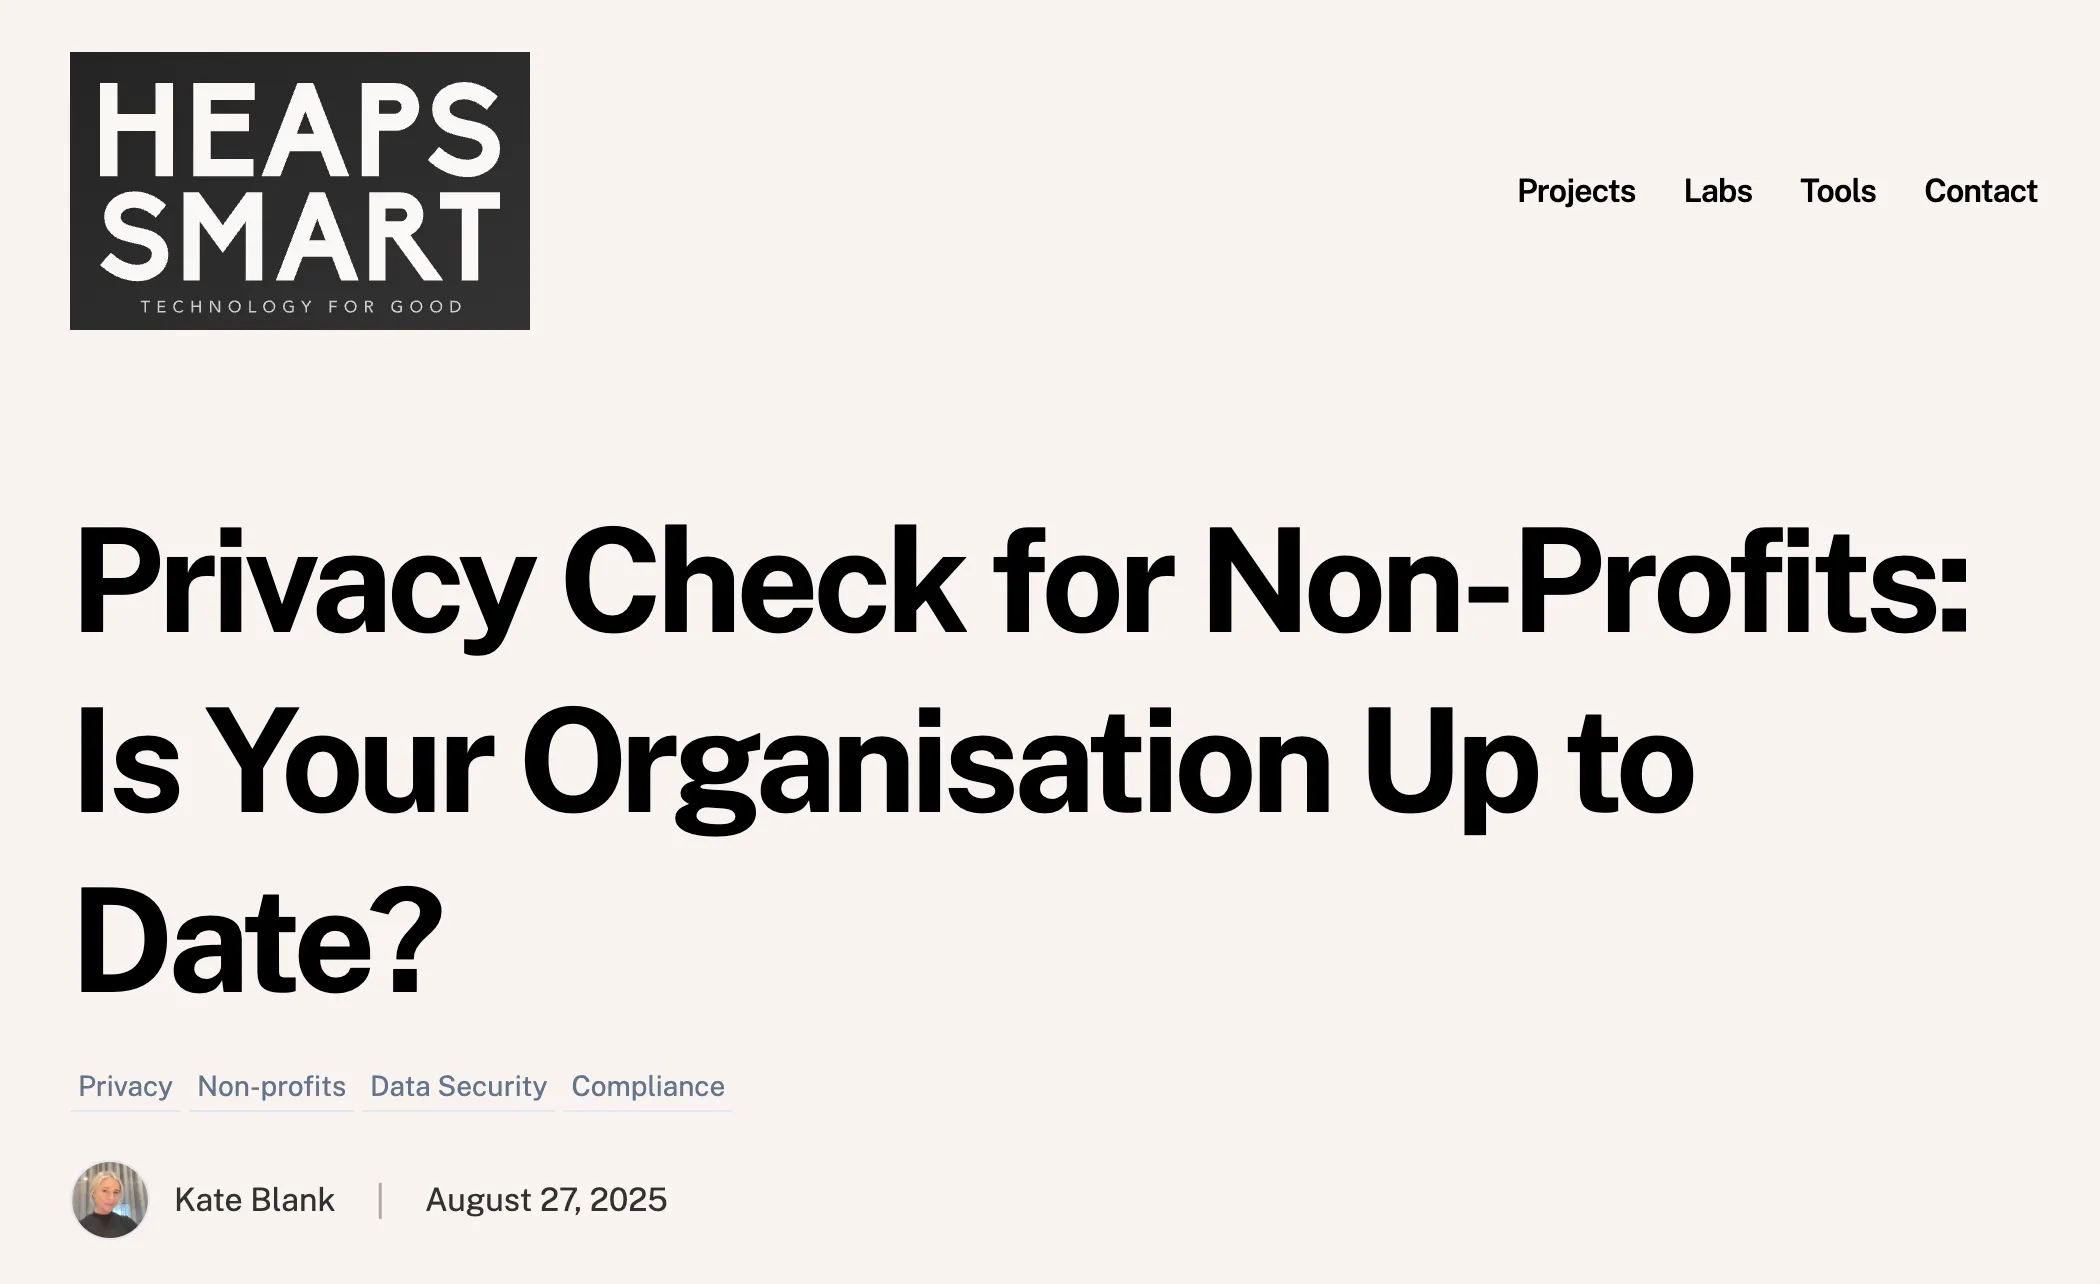 HEAPS
SMART
TECHNOLOGY FOR GOOD
Projects Labs Tools Contact
Privacy Check for Non-Profits:
Is Your Organisation Up to
Date?
Privacy Non-profits Data Security Compliance
Kate Blank | August 27, 2025